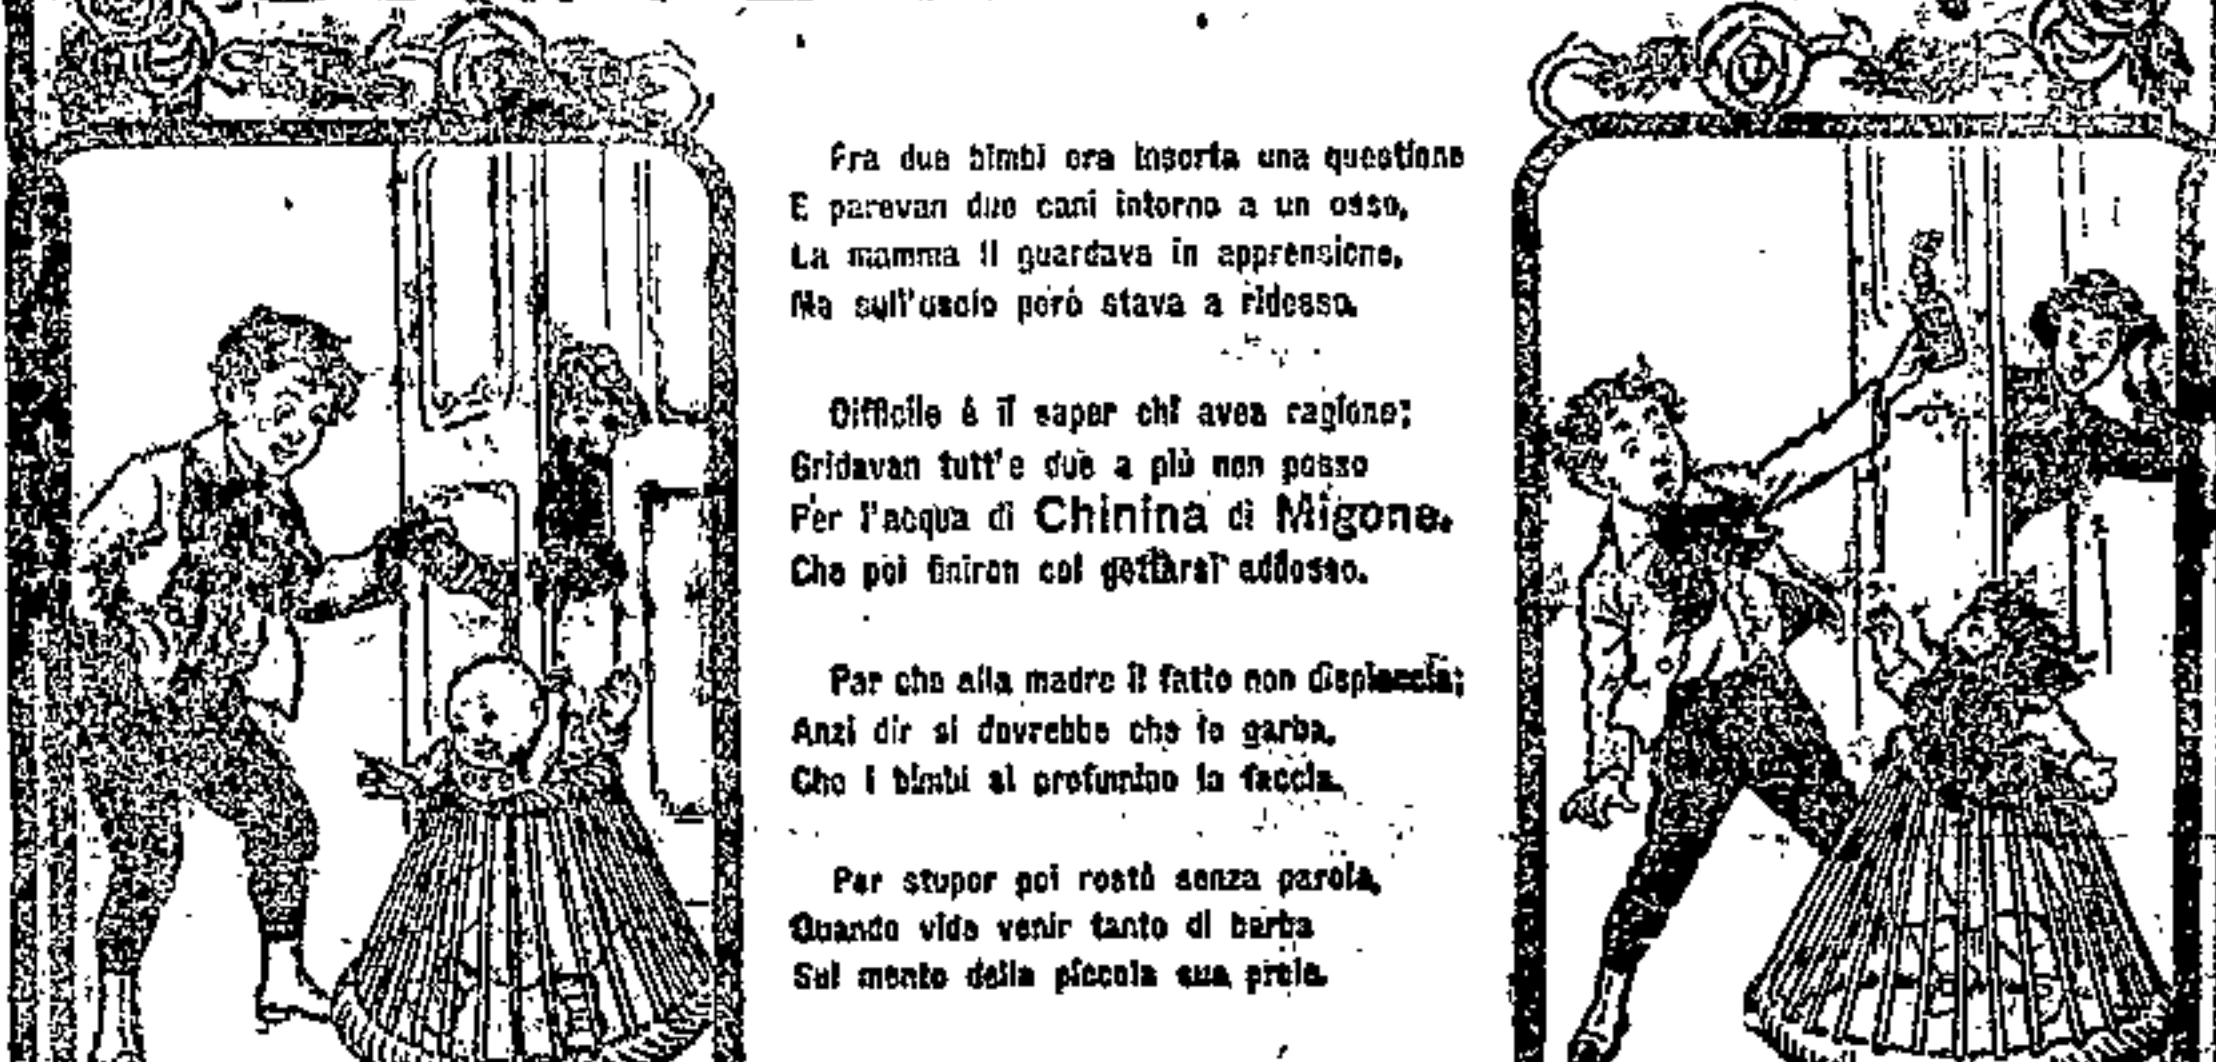 Fra due bimbi era insorta una questione
E parevan due cani intorno a un osso,
La mamma li guardava in apprensione,
Ma sull'uscio però stava a ridosso.
Difficile è il saper chi avea ragione;
Gridavan tutt'e due a più non posso
Per l'acqua di Chinina di Migone,
Che poi finiron col gettarsi addosso.
Par che alla madre il fatto non displaccia;
Anzi dir si dovrebbe che le garba,
Che i bimbi si profumino la faccia.
Per stupor poi restò senza parola,
Quando vide venir tanto di barba
Sul mento della piccola sua prole.